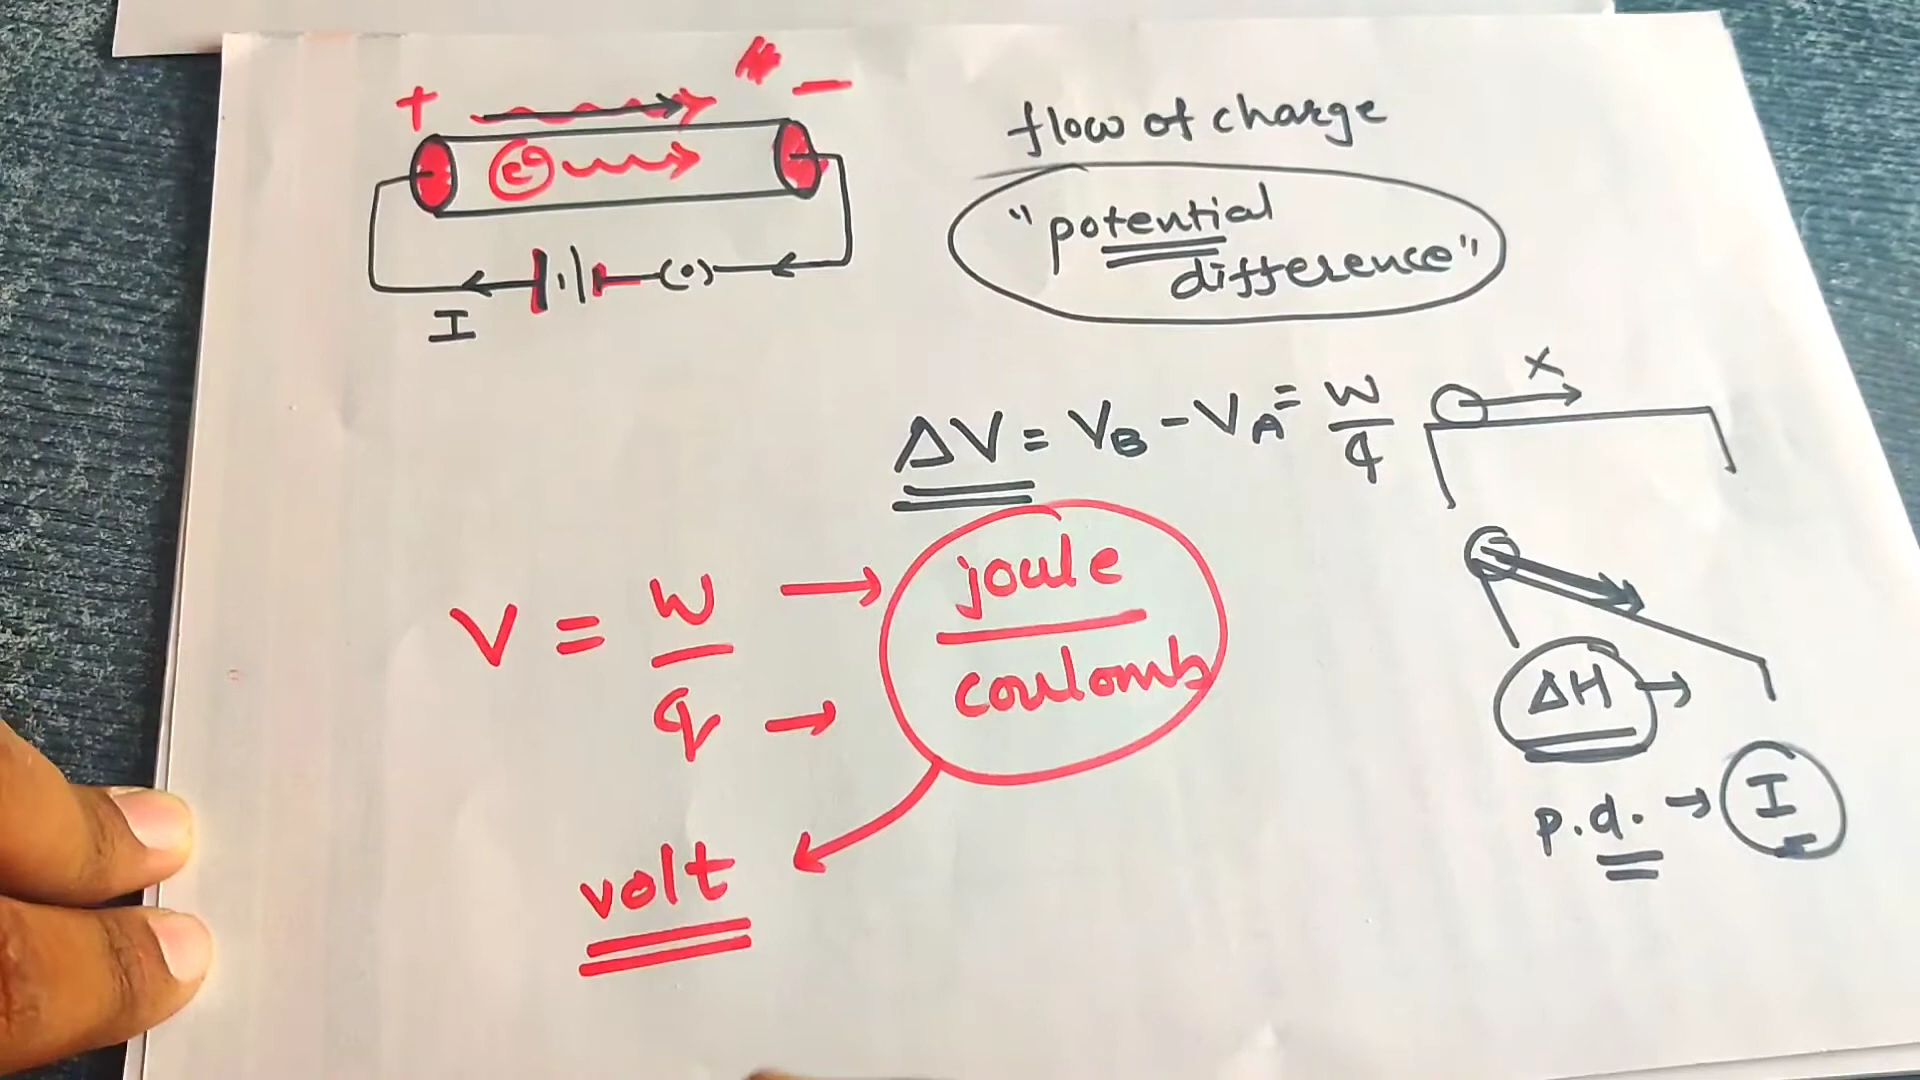 + −
e
I
flow of charge
"potential
difference"
ΔV = VB - VA = W/q
X
V = W/q → joule/coulomb
volt
ΔH →
p.d. → I